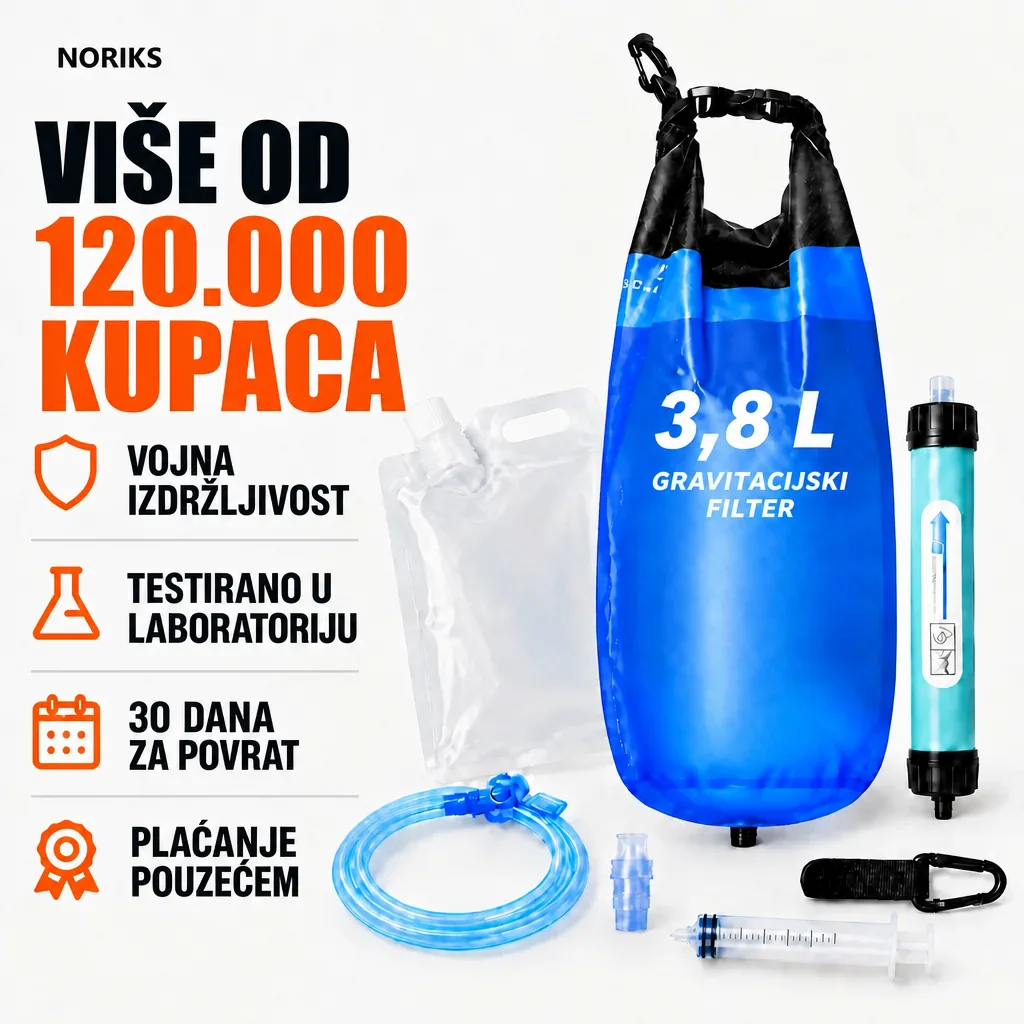 NORIKS
VIŠE OD
120.000
KUPACA
VOJNA
IZDRŽLJIVOST
TESTIRANO U
LABORATORIJU
30 DANA
ZA POVRAT
PLAĆANJE
POUZEĆEM
3,8 L
GRAVITACIJSKI
FILTER